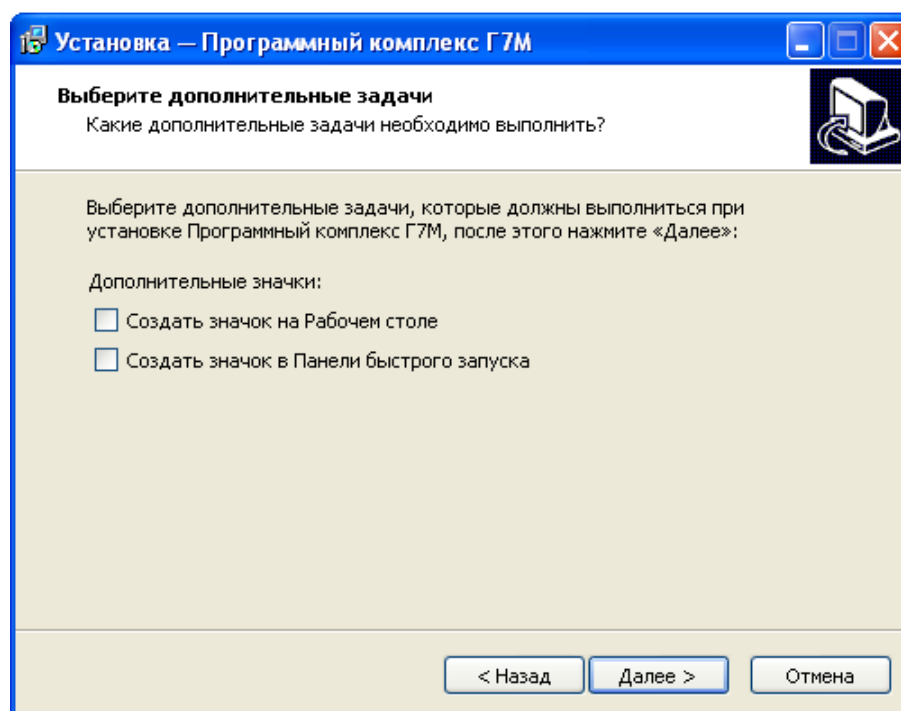 Установка — Программный комплекс Г7М
Выберите дополнительные задачи
Какие дополнительные задачи необходимо выполнить?
Выберите дополнительные задачи, которые должны выполниться при
установке Программный комплекс Г7М, после этого нажмите «Далее»:
Дополнительные значки:
Создать значок на Рабочем столе
Создать значок в Панели быстрого запуска
< Назад
Далее >
Отмена